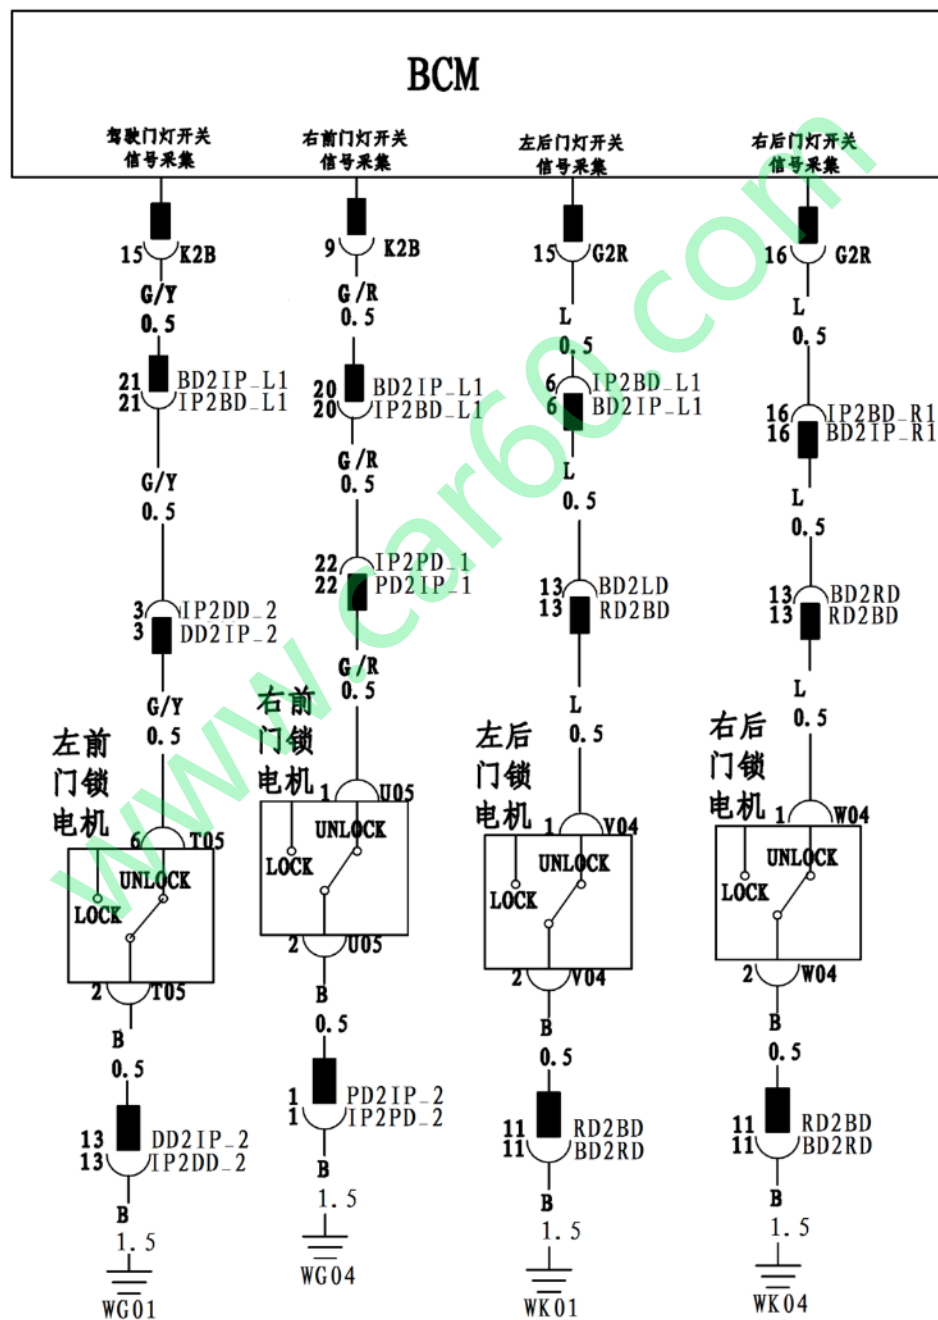 BCM
驾驶门灯开关
信号采集
右前门灯开关
信号采集
左后门灯开关
信号采集
右后门灯开关
信号采集
15 K2B
G/Y
0.5
21 BD2IP_L1
21 IP2BD_L1
G/Y
0.5
3 IP2DD_2
3 DD2IP_2
G/Y
0.5
左前
门锁
电机
6 T05
UNLOCK
LOCK
2 T05
B
0.5
13 DD2IP_2
13 IP2DD_2
B
1.5
WG01
9 K2B
G/R
0.5
20 BD2IP_L1
20 IP2BD_L1
G/R
0.5
22 IP2PD_1
22 PD2IP_1
G/R
0.5
右前
门锁
电机
1 U05
UNLOCK
LOCK
2 U05
B
0.5
1 PD2IP_2
1 IP2PD_2
B
1.5
WG04
15 G2R
L
0.5
6 IP2BD_L1
6 BD2IP_L1
L
0.5
13 BD2LD
13 RD2BD
L
0.5
左后
门锁
电机
1 V04
UNLOCK
LOCK
2 V04
B
0.5
11 RD2BD
11 BD2RD
B
1.5
WK01
16 G2R
L
0.5
16 IP2BD_R1
16 BD2IP_R1
L
0.5
13 BD2RD
13 RD2BD
L
0.5
右后
门锁
电机
1 W04
UNLOCK
LOCK
2 W04
B
0.5
11 RD2BD
11 BD2RD
B
1.5
WK04
www.car60.com